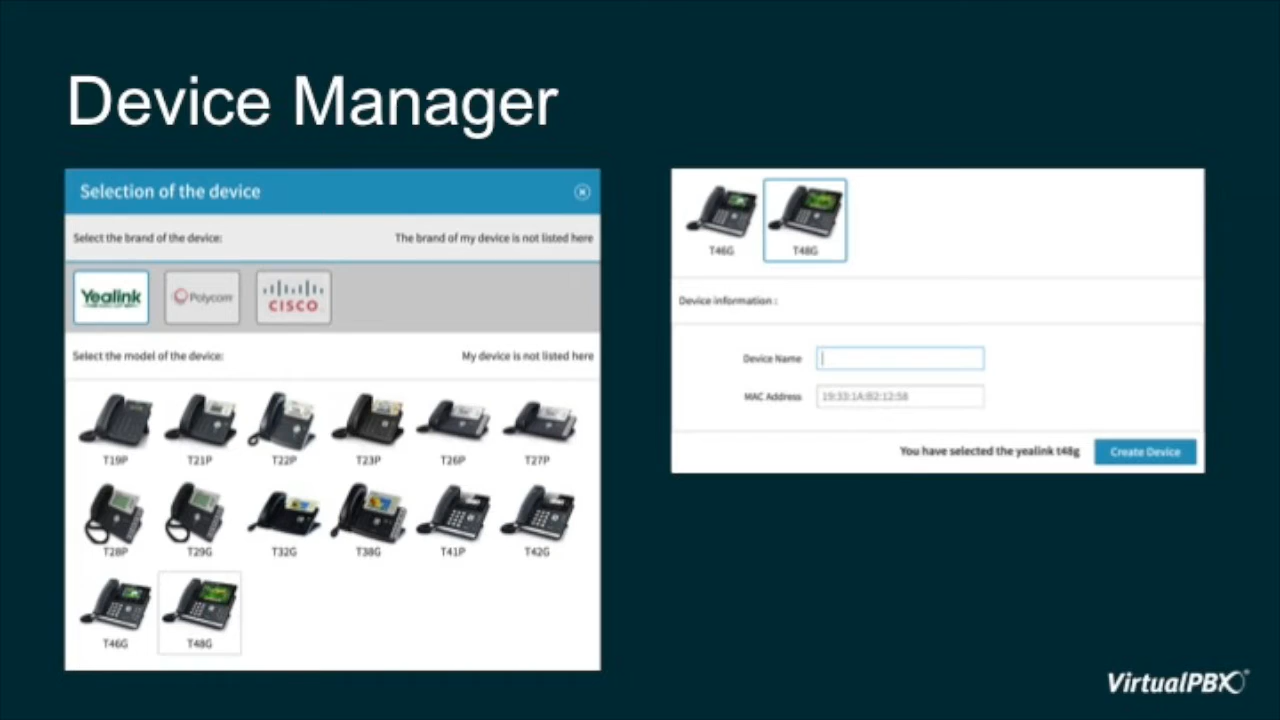 Device Manager
Selection of the device
Select the brand of the device:
The brand of my device is not listed here
Yealink
Polycom
CISCO
Select the model of the device:
My device is not listed here
T19P T21P T22P T23P T26P T27P
T28P T29G T32G T38G T41P T42G
T46G T48G
T46G T48G
Device information :
Device Name
MAC Address 19:33:1A:B2:12:58
You have selected the yealink t48g
Create Device
VirtualPBX